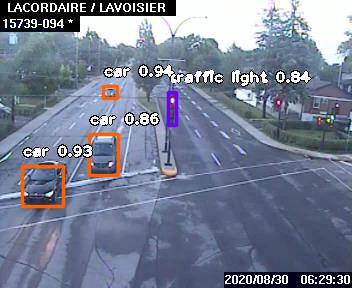 LACORDAIRE / LAVOISIER
15739-094 *
car 0.94
traffic light 0.84
car 0.86
car 0.93
2020/08/30 06:29:30